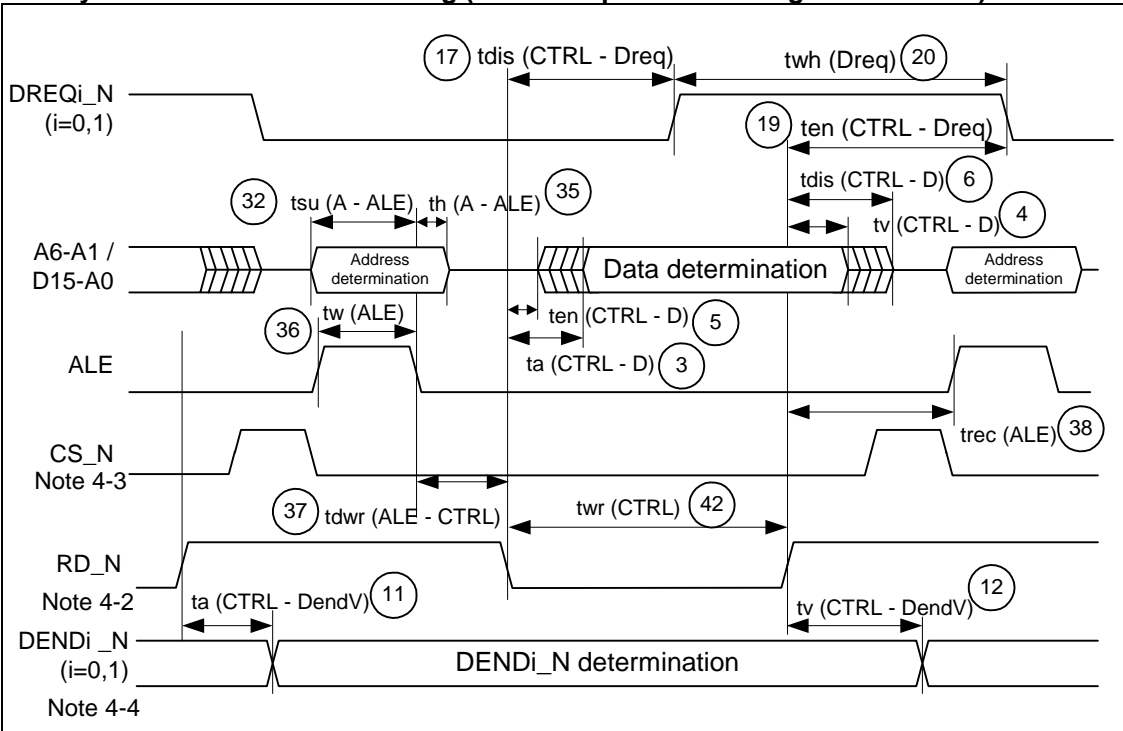 17 tdis (CTRL - Dreq) twh (Dreq) 20
DREQi_N
(i=0,1)
19 ten (CTRL - Dreq)
tdis (CTRL - D) 6
32 tsu (A - ALE) th (A - ALE) 35
tv (CTRL - D) 4
A6-A1 /
D15-A0
Address
determination
Data determination
Address
determination
36 tw (ALE)
ten (CTRL - D) 5
ALE
ta (CTRL - D) 3
trec (ALE) 38
CS_N
Note 4-3
37 tdwr (ALE - CTRL)
twr (CTRL) 42
RD_N
Note 4-2
ta (CTRL - DendV) 11
tv (CTRL - DendV) 12
DENDi _N
(i=0,1)
DENDi_N determination
Note 4-4